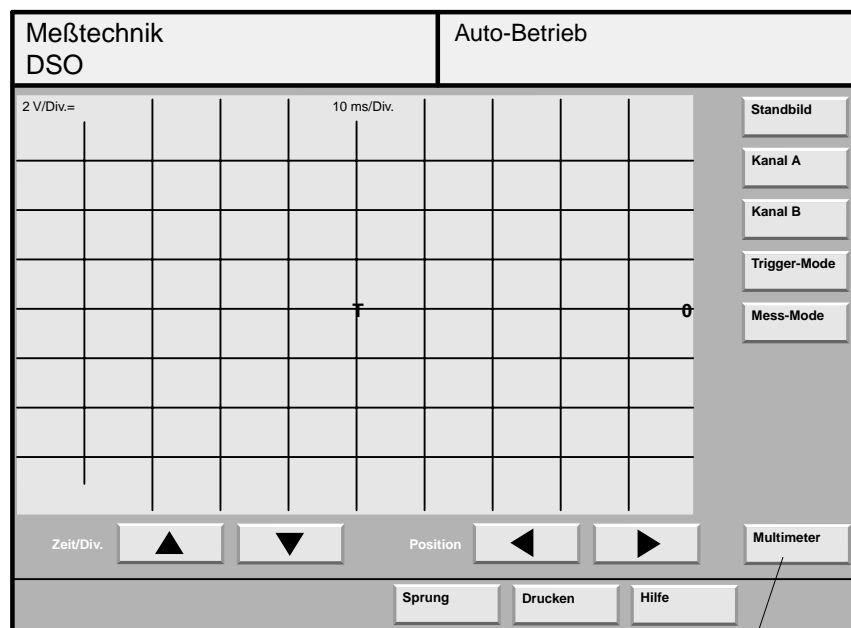 Meßtechnik
DSO
Auto-Betrieb
2 V/Div.=
10 ms/Div.
Standbild
Kanal A
Kanal B
Trigger-Mode
Mess-Mode
T
0
Zeit/Div.
Position
Multimeter
Sprung
Drucken
Hilfe